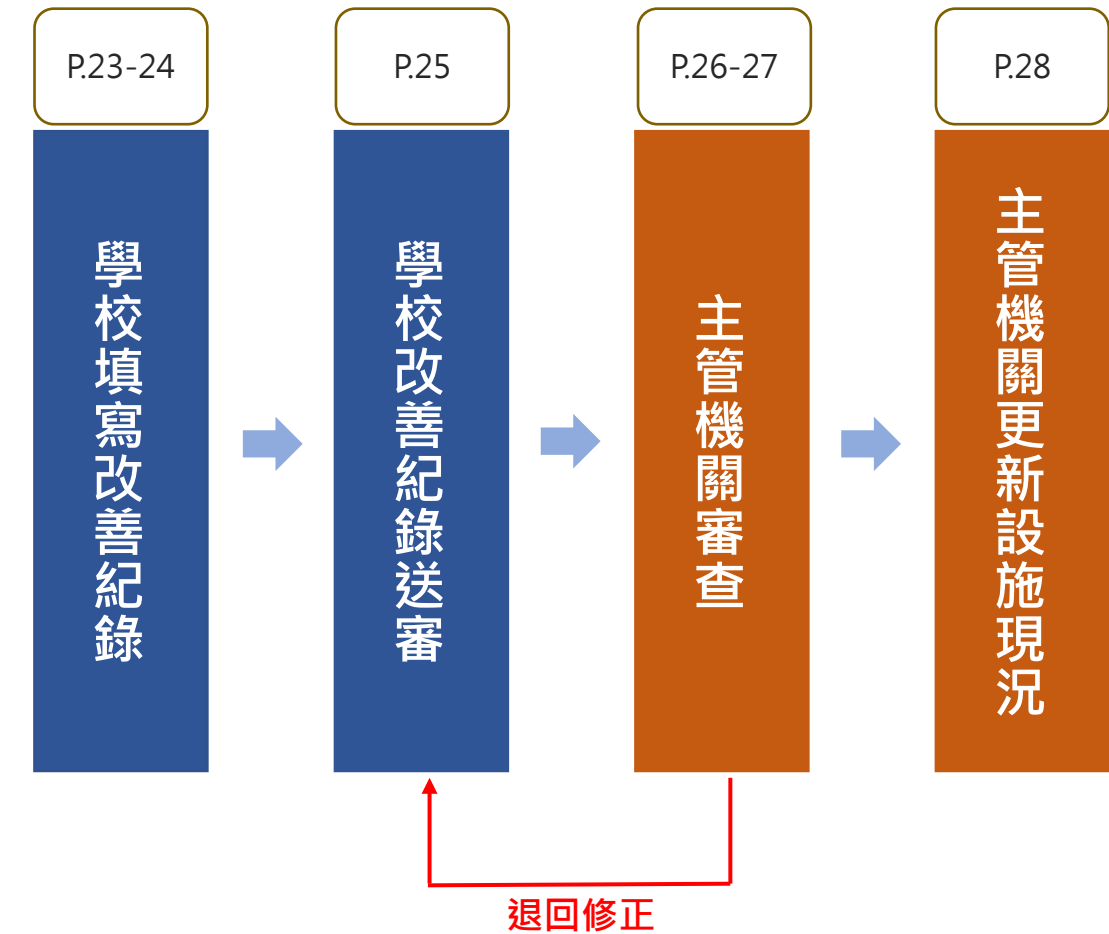 P.23-24
P.25
P.26-27
P.28
學校填寫改善紀錄
學校改善紀錄送審
主管機關審查
主管機關更新設施現況
退回修正